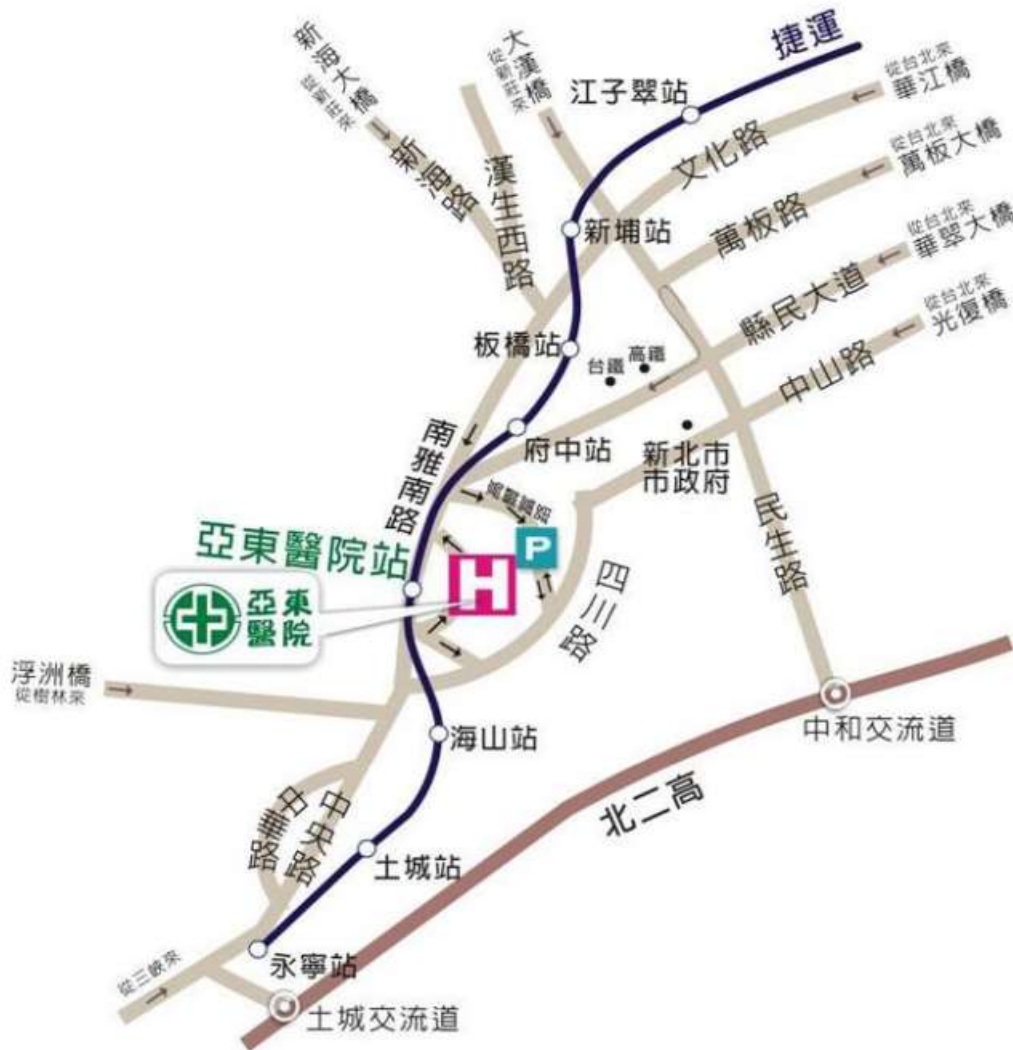 捷運
新海大橋
從新莊來
大漢橋
從新莊來
從台北來
華江橋
江子翠站
文化路
從台北來
萬板大橋
新海路
漢生西路
萬板路
新埔站
從台北來
華翠大橋
縣民大道
從台北來
光復橋
板橋站
台鐵
高鐵
中山路
南雅南路
府中站
新北市
市政府
民生路
P
亞東醫院站
H
四川路
亞東
醫院
浮洲橋
從樹林來
海山站
中和交流道
北二高
中華路
中央路
土城站
永寧站
從三峽來
土城交流道